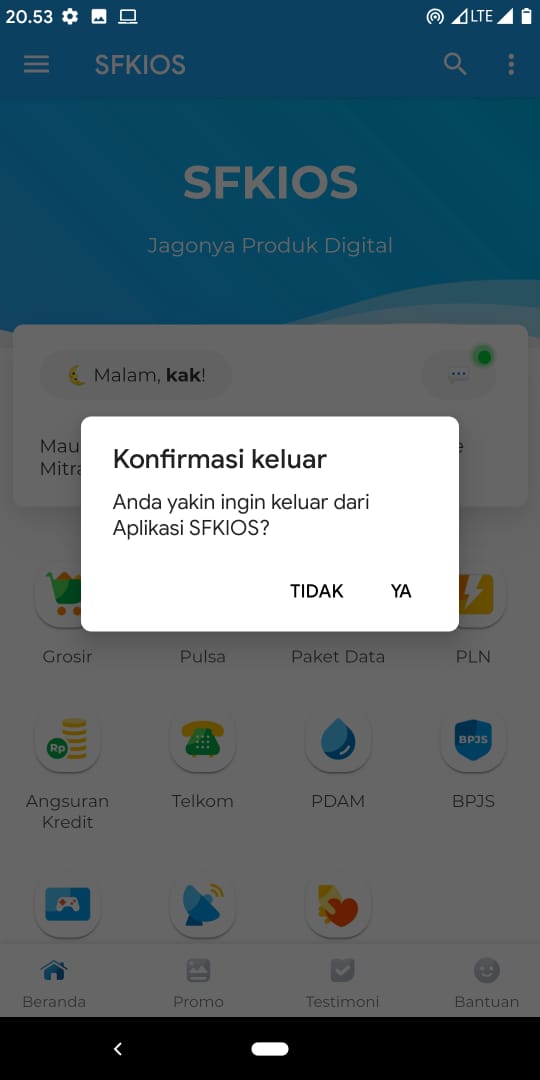 20.53
LTE
SFKIOS
SFKIOS
Jagonya Produk Digital
Malam, kak!
Mau
Konfirmasi keluar
Anda yakin ingin keluar dari
Aplikasi SFKIOS?
TIDAK YA
Grosir Pulsa Paket Data PLN
Rp
BPJS
Angsuran Telkom PDAM BPJS
Kredit
Beranda Promo Testimoni Bantuan